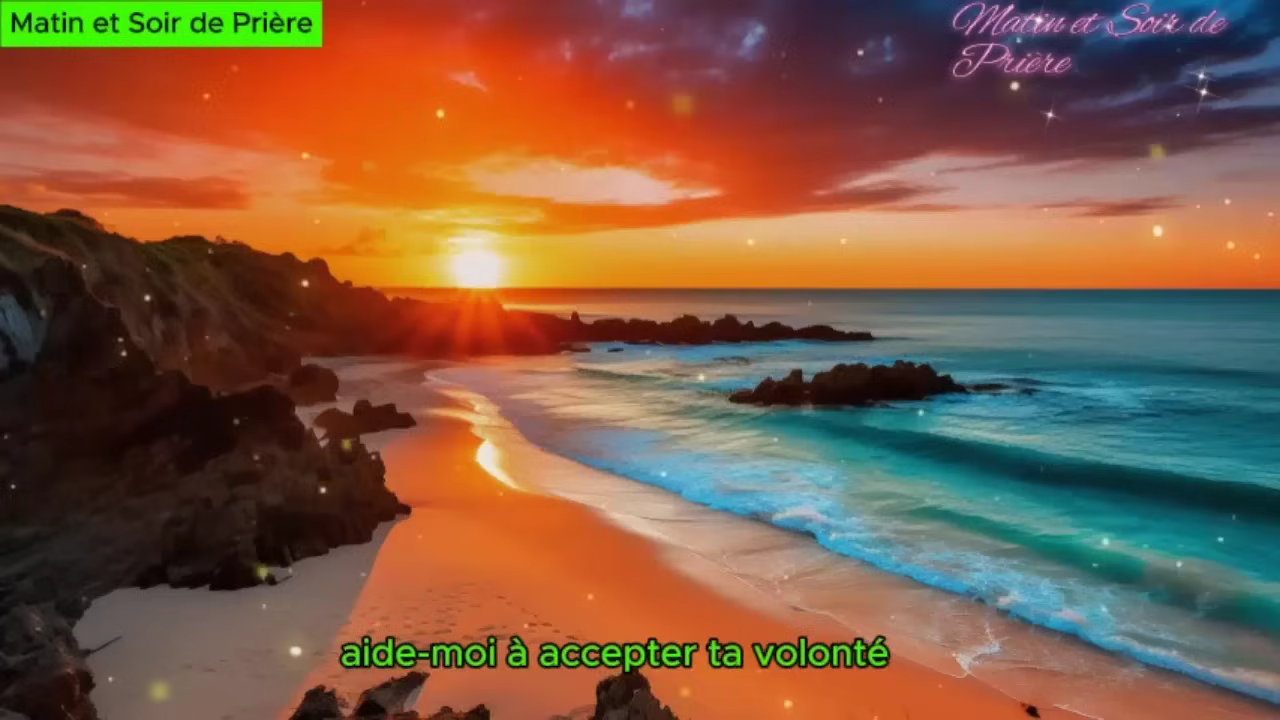 Matin et Soir de Prière
Matin et Soir de
Prière
aide-moi à accepter ta volonté